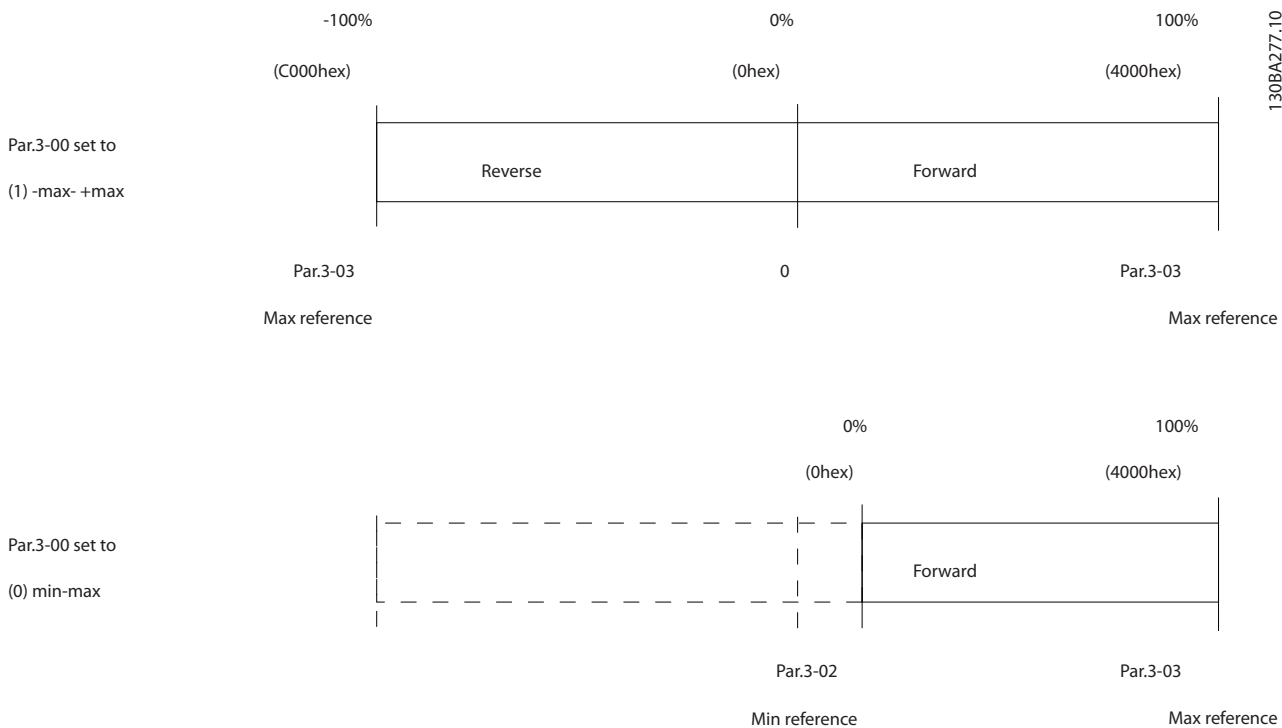 -100% 0% 100%
(C000hex) (0hex) (4000hex)
130BA277.10
Par.3-00 set to
(1) -max- +max
Reverse Forward
Par.3-03 0 Par.3-03
Max reference Max reference
0% 100%
(0hex) (4000hex)
Par.3-00 set to
(0) min-max
Forward
Par.3-02 Par.3-03
Min reference Max reference